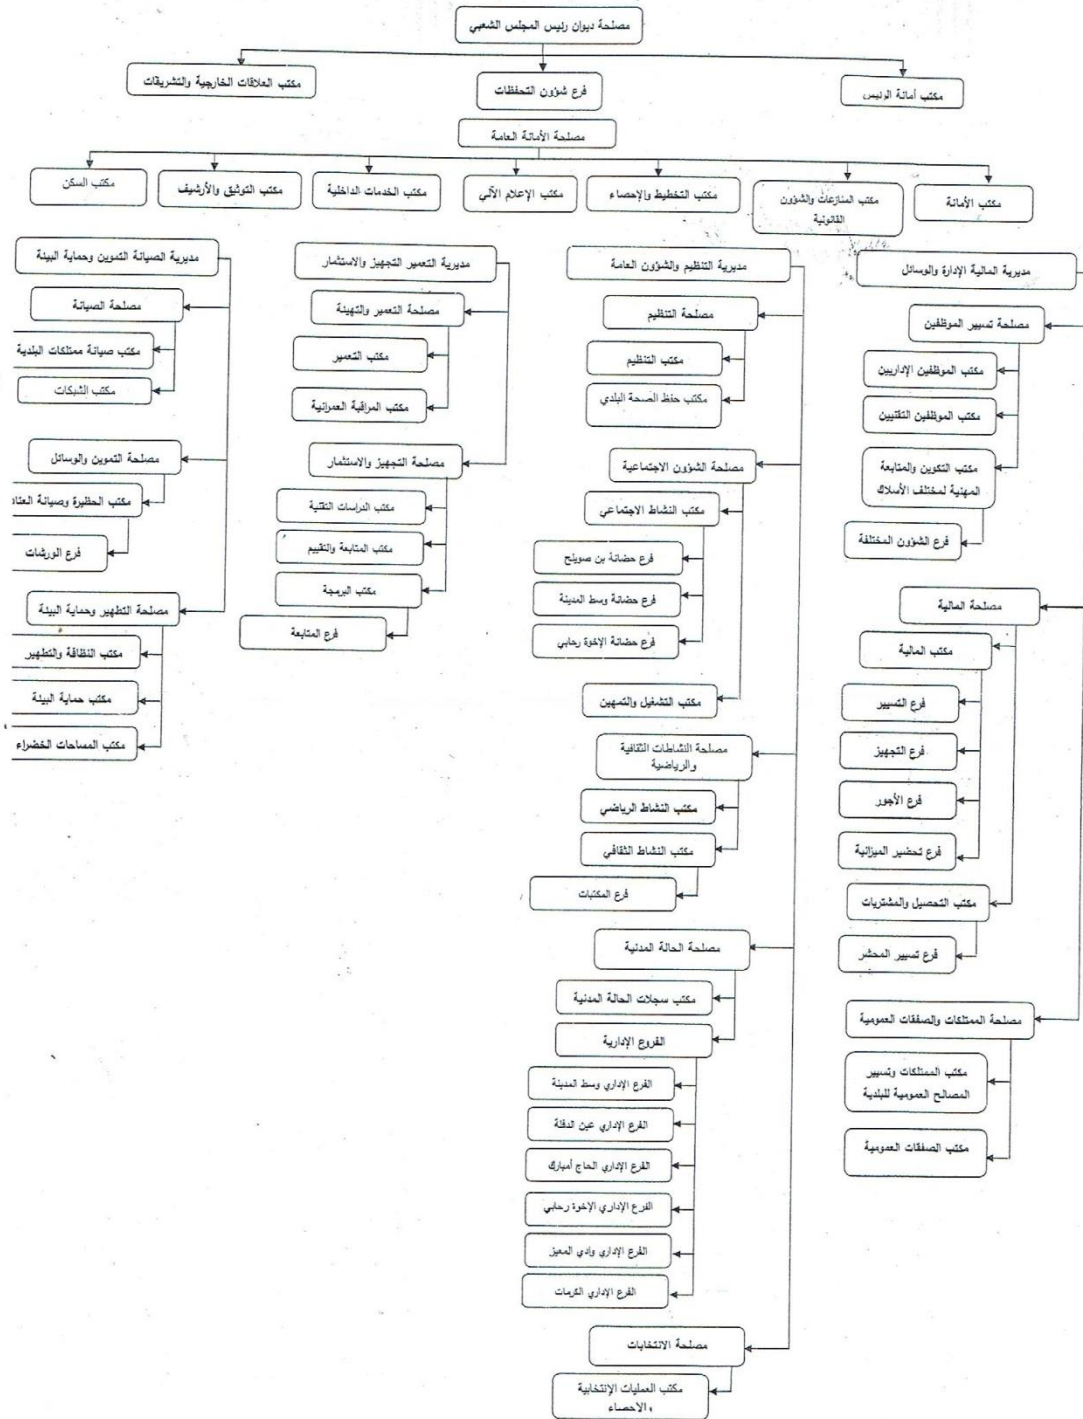 مصلحة ديوان رئيس المجلس الشعبي
مكتب أمانة الرئيس
فرع شؤون التحفظات
مكتب العلاقات الخارجية والتشريفات
مصلحة الأمانة العامة
مكتب الأمانة
مكتب المنازعات والشؤون
القانونية
مكتب التخطيط والإحصاء
مكتب الإعلام الآلي
مكتب الخدمات الداخلية
مكتب التوثيق والأرشيف
مكتب السكن
مديرية المالية الإدارة والوسائل
مصلحة تسيير الموظفين
مكتب الموظفين الإداريين
مكتب الموظفين التقنيين
مكتب التكوين والمتابعة
المهنية لمختلف الأسلاك
فرع الشؤون المختلفة
مصلحة المالية
مكتب المالية
فرع التسيير
فرع التجهيز
فرع الأجور
فرع تحضير الميزانية
مكتب التحصيل والمشتريات
فرع تسيير المحشر
مصلحة الممتلكات والصفقات العمومية
مكتب الممتلكات وتسيير
المصالح العمومية للبلدية
مكتب الصفقات العمومية
مديرية التنظيم والشؤون العامة
مصلحة التنظيم
مكتب التنظيم
مكتب حفظ الصحة البلدي
مصلحة الشؤون الاجتماعية
مكتب النشاط الاجتماعي
فرع حضانة بن صويلح
فرع حضانة وسط المدينة
فرع حضانة الإخوة رحابي
مكتب التشغيل والتمهين
مصلحة النشاطات الثقافية
والرياضية
مكتب النشاط الرياضي
مكتب النشاط الثقافي
فرع المكتبات
مصلحة الحالة المدنية
مكتب سجلات الحالة المدنية
الفروع الإدارية
الفرع الإداري وسط المدينة
الفرع الإداري عين الدفلة
الفرع الإداري الحاج أمبارك
الفرع الإداري الإخوة رحابي
الفرع الإداري وادي المعيز
الفرع الإداري الكرمات
مصلحة الانتخابات
مكتب العمليات الإنتخابية
والإحصاء
مديرية التعمير التجهيز والاستثمار
مصلحة التعمير والتهيئة
مكتب التعمير
مكتب المراقبة العمرانية
مصلحة التجهيز والاستثمار
مكتب الدراسات التقنية
مكتب المتابعة والتقييم
مكتب البرمجة
فرع المتابعة
مديرية الصيانة التموين وحماية البيئة
مصلحة الصيانة
مكتب صيانة ممتلكات البلدية
مكتب الشبكات
مصلحة التموين والوسائل
مكتب الحظيرة وصيانة العتاد
فرع الورشات
مصلحة التطهير وحماية البيئة
مكتب النظافة والتطهير
مكتب حماية البيئة
مكتب المساحات الخضراء